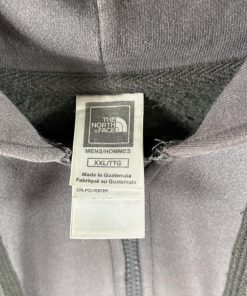 THE
NORTH
FACE
MENS/HOMMES
XXL/TTG
Made in Guatemala
Fabriqué au Guatemala
POLYESTER